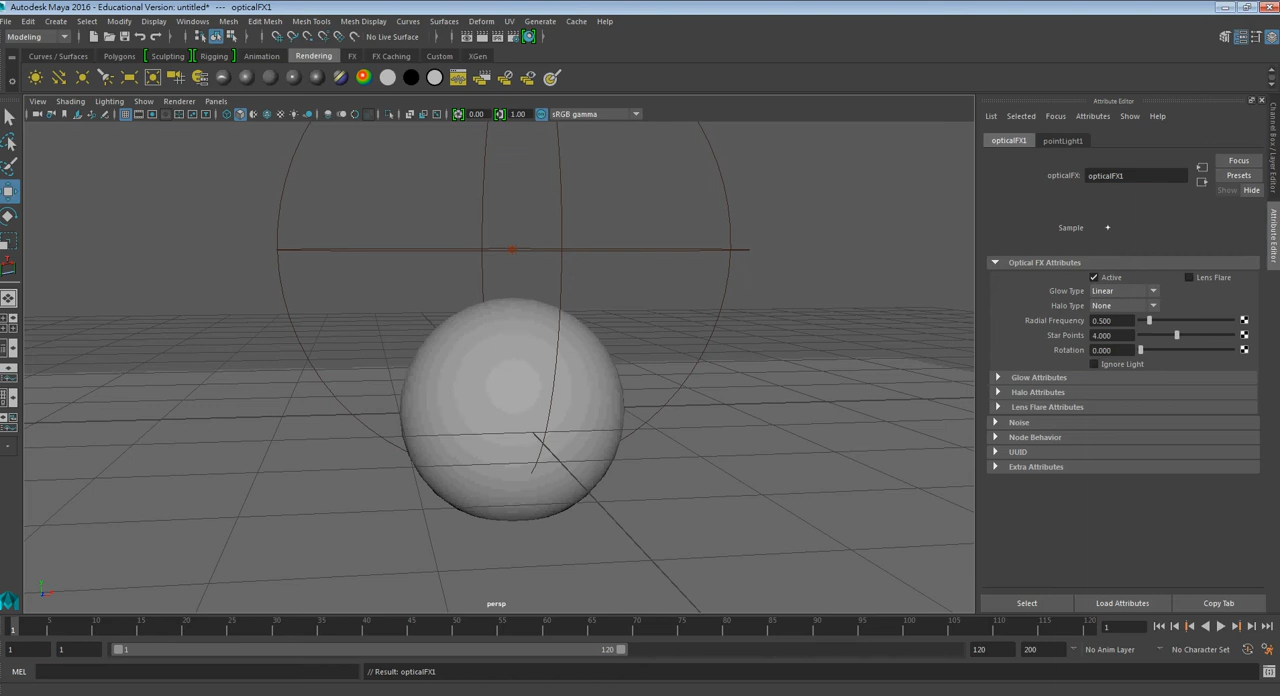 Autodesk Maya 2016 - Educational Version: untitled* --- opticalFX1
File Edit Create Select Modify Display Windows Mesh Edit Mesh Mesh Tools Mesh Display Curves Surfaces Deform UV Generate Cache Help
Modeling No Live Surface
Curves / Surfaces Polygons Sculpting Rigging Animation Rendering FX FX Caching Custom XGen
View Shading Lighting Show Renderer Panels
0.00 1.00 sRGB gamma
persp
Attribute Editor
List Selected Focus Attributes Show Help
opticalFX1 pointLight1
Focus
opticalFX: opticalFX1 Presets
Show Hide
Sample
Optical FX Attributes
Active Lens Flare
Glow Type Linear
Halo Type None
Radial Frequency 0.500
Star Points 4.000
Rotation 0.000
Ignore Light
Glow Attributes
Halo Attributes
Lens Flare Attributes
Noise
Node Behavior
UUID
Extra Attributes
Select Load Attributes Copy Tab
Channel Box / Layer Editor
Attribute Editor
1 5 10 15 20 25 30 35 40 45 50 55 60 65 70 75 80 85 90 95 100 105 110 115 120 1
1 1 1 120 120 200 No Anim Layer No Character Set
MEL // Result: opticalFX1